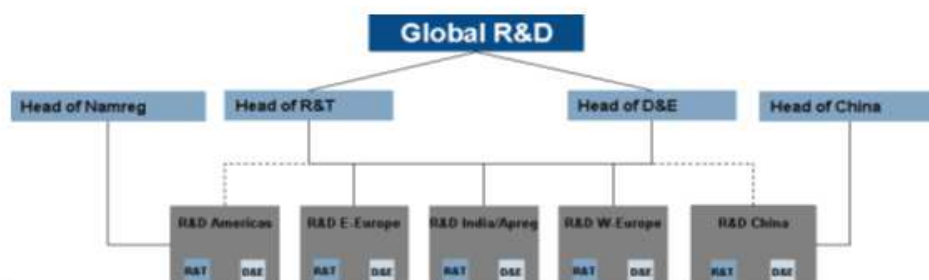 Global R&D
Head of Namreg
Head of R&T
Head of D&E
Head of China
R&D Americas
R&D E-Europe
R&D India/Apreg
R&D W-Europe
R&D China
R&T D&E
R&T D&E
R&T D&E
R&T D&E
R&T D&E